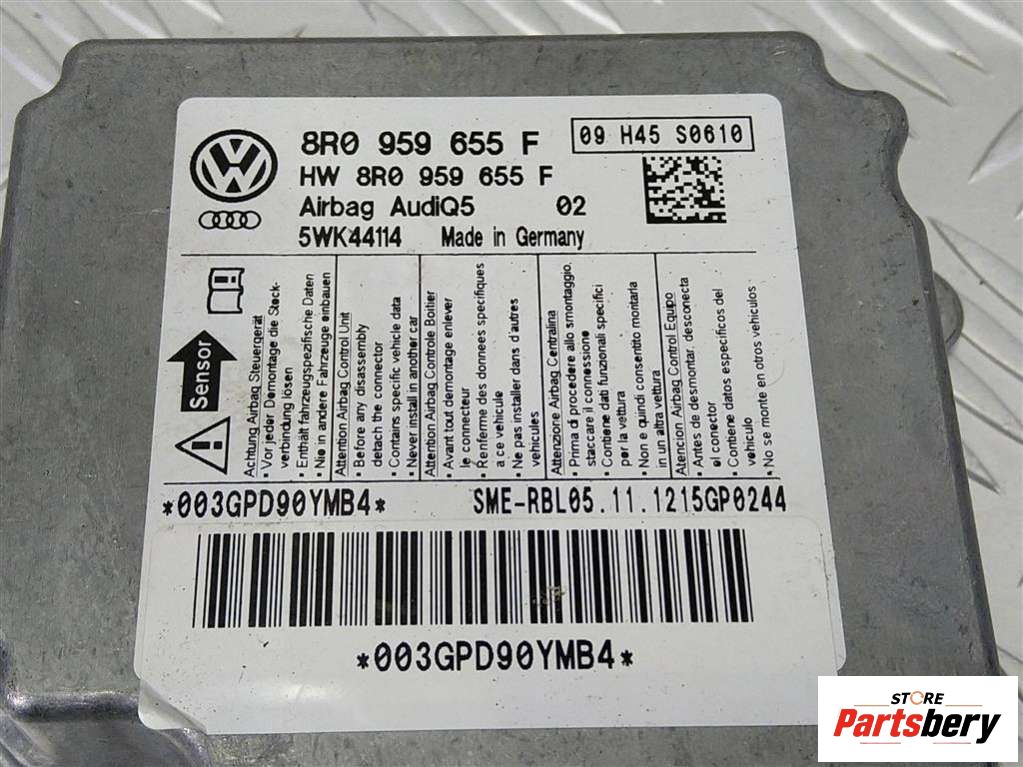 8R0 959 655 F
09 H45 S0610
HW 8R0 959 655 F
Airbag AudiQ5 02
5WK44114 Made in Germany
Sensor
Achtung Airbag Steuergerät
• Vor jeder Demontage die Steck-
verbindung lösen
• Enthält fahrzeugspezifische Daten
• Nie in andere Fahrzeuge einbauen
Attention Airbag Control Unit
• Before any disassembly
detach the connector
• Contains specific vehicle data
• Never install in another car
Attention Airbag Controle Boitier
• Avant tout demontage enlever
le connecteur
• Renferme des donnees specifiques
a ce vehicule
• Ne pas installer dans d'autres
vehicules
Attenzione Airbag Centralina
• Prima di procedere allo smontaggio,
staccare il connessione
• Contiene dati funzionali specifici
per la vettura
• Non e quindi consentito montarla
in un altra vettura
Atencion Airbag Control Equipo
• Antes de desmontar desconecta
el conector
• Contiene datos especificos del
vehiculo
• No se monte en otros vehiculos
*003GPD90YMB4*
SME-RBL05.11.1215GP0244
*003GPD90YMB4*
STORE
Partsbery